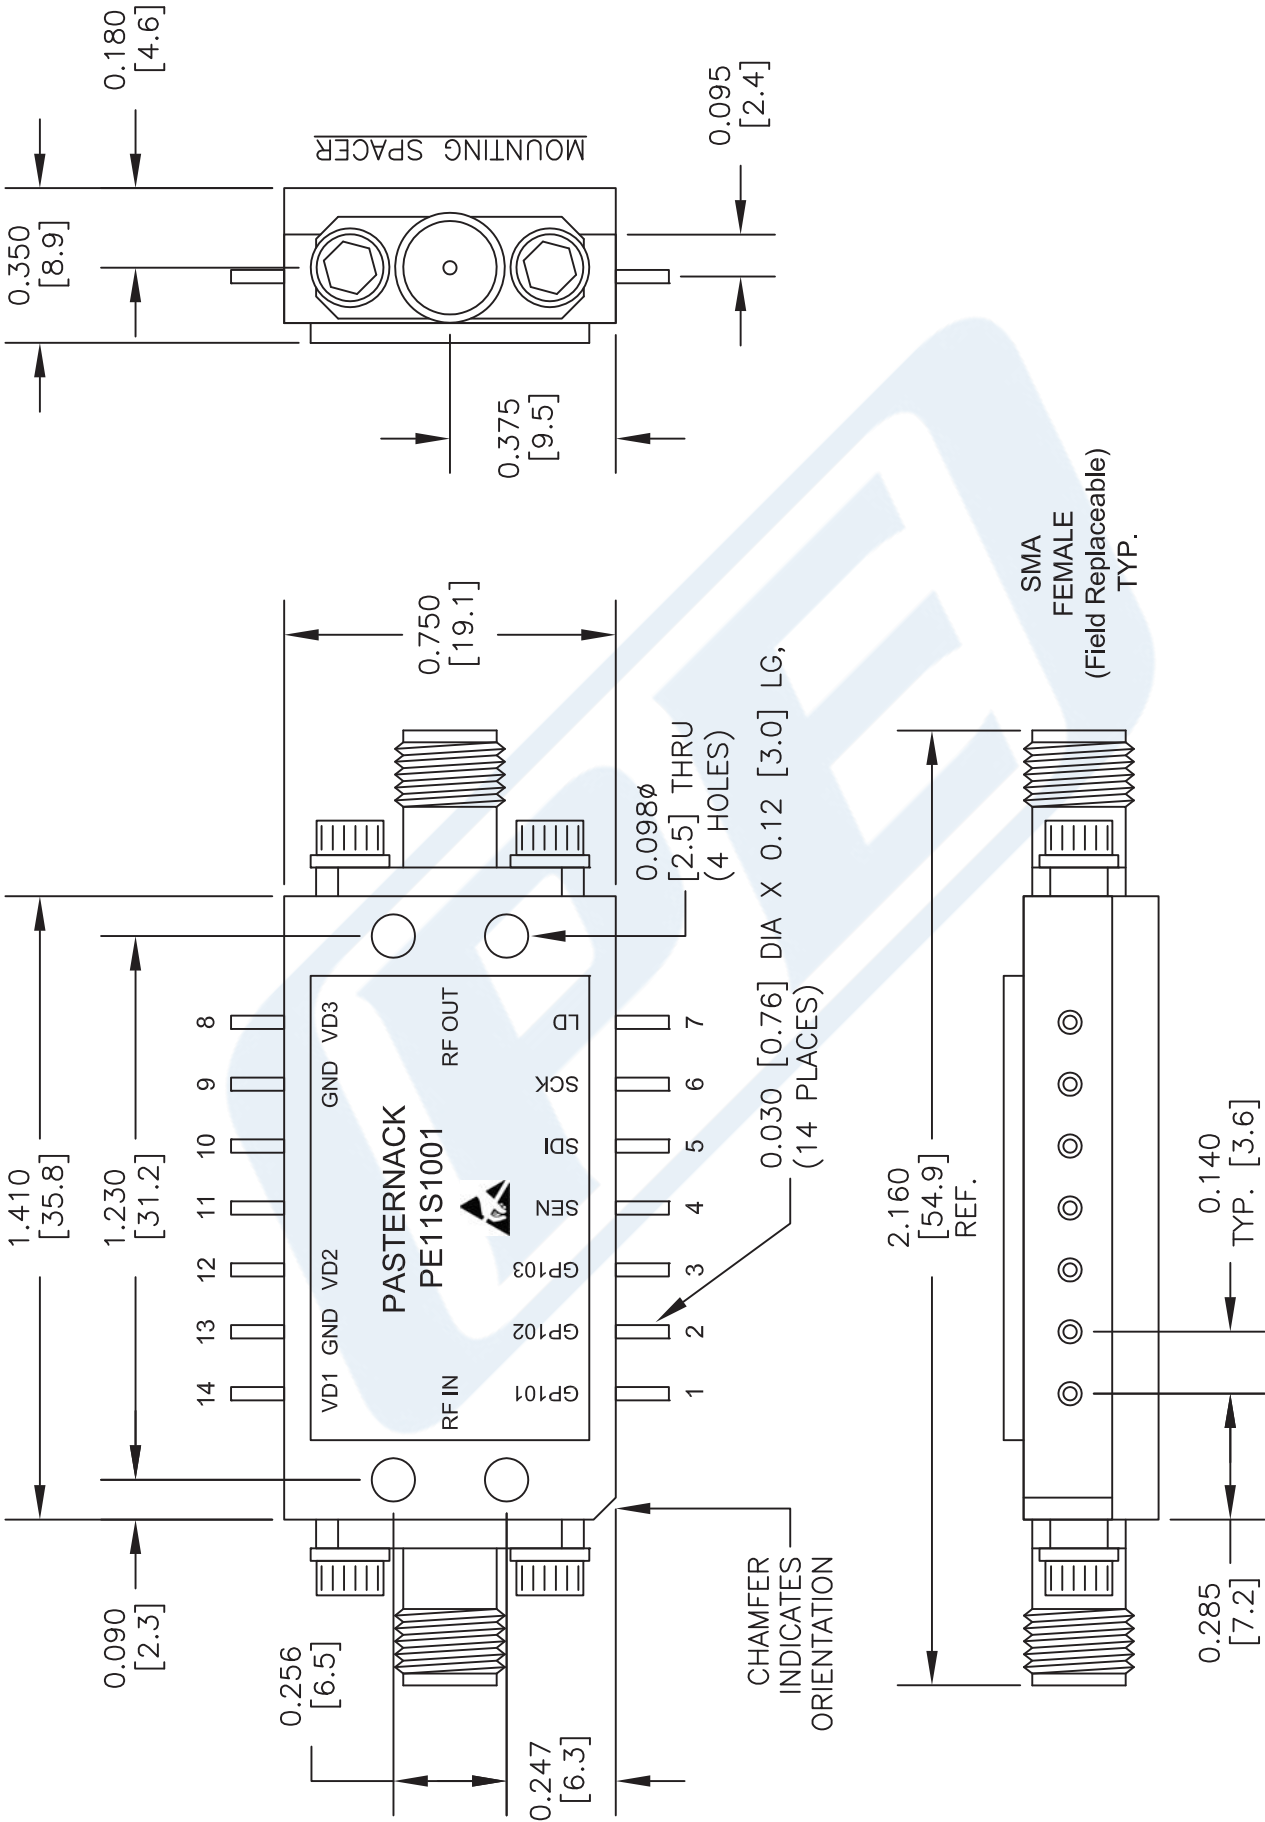 1.410
[35.8]
1.230
[31.2]
0.090
[2.3]
0.256
[6.5]
0.247
[6.3]
14
13
12
11
10
9
8
VD1
GND
VD2
GND
VD3
RF IN
PASTERNACK
PE11S1001
RF OUT
GP101
GP102
GP103
SEN
SDI
SCK
LD
1
2
3
4
5
6
7
0.750
[19.1]
0.098ø
[2.5] THRU
(4 HOLES)
0.030 [0.76] DIA X 0.12 [3.0] LG,
(14 PLACES)
CHAMFER
INDICATES
ORIENTATION
0.350
[8.9]
0.180
[4.6]
MOUNTING SPACER
0.375
[9.5]
0.095
[2.4]
2.160
[54.9]
REF.
SMA
FEMALE
(Field Replaceable)
TYP.
0.285
[7.2]
0.140
TYP. [3.6]
PE